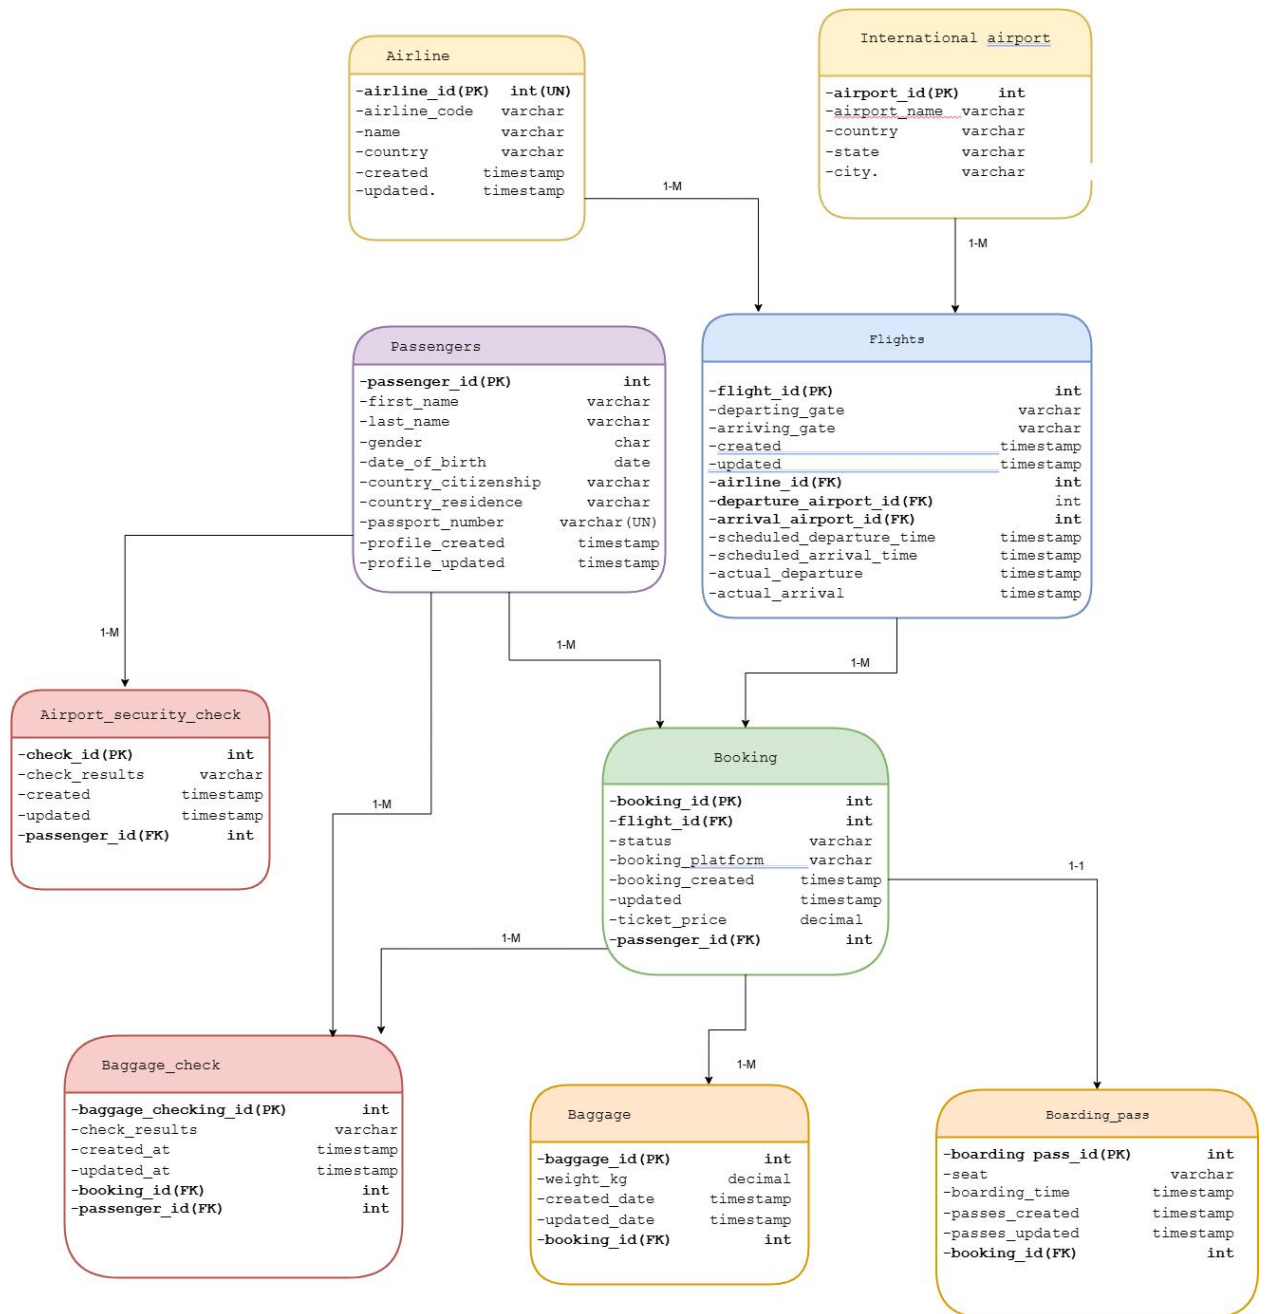 Airline
-airline_id(PK) int(UN)
-airline_code varchar
-name varchar
-country varchar
-created timestamp
-updated. timestamp
International airport
-airport_id(PK) int
-airport_name varchar
-country varchar
-state varchar
-city. varchar
1-M
1-M
Passengers
-passenger_id(PK) int
-first_name varchar
-last_name varchar
-gender char
-date_of_birth date
-country_citizenship varchar
-country_residence varchar
-passport_number varchar(UN)
-profile_created timestamp
-profile_updated timestamp
Flights
-flight_id(PK) int
-departing_gate varchar
-arriving_gate varchar
-created timestamp
-updated timestamp
-airline_id(FK) int
-departure_airport_id(FK) int
-arrival_airport_id(FK) int
-scheduled_departure_time timestamp
-scheduled_arrival_time timestamp
-actual_departure timestamp
-actual_arrival timestamp
1-M
1-M
1-M
Airport_security_check
-check_id(PK) int
-check_results varchar
-created timestamp
-updated timestamp
-passenger_id(FK) int
1-M
Booking
-booking_id(PK) int
-flight_id(FK) int
-status varchar
-booking_platform varchar
-booking_created timestamp
-updated timestamp
-ticket_price decimal
-passenger_id(FK) int
1-1
1-M
1-M
Baggage_check
-baggage_checking_id(PK) int
-check_results varchar
-created_at timestamp
-updated_at timestamp
-booking_id(FK) int
-passenger_id(FK) int
Baggage
-baggage_id(PK) int
-weight_kg decimal
-created_date timestamp
-updated_date timestamp
-booking_id(FK) int
Boarding_pass
-boarding pass_id(PK) int
-seat varchar
-boarding_time timestamp
-passes_created timestamp
-passes_updated timestamp
-booking_id(FK) int